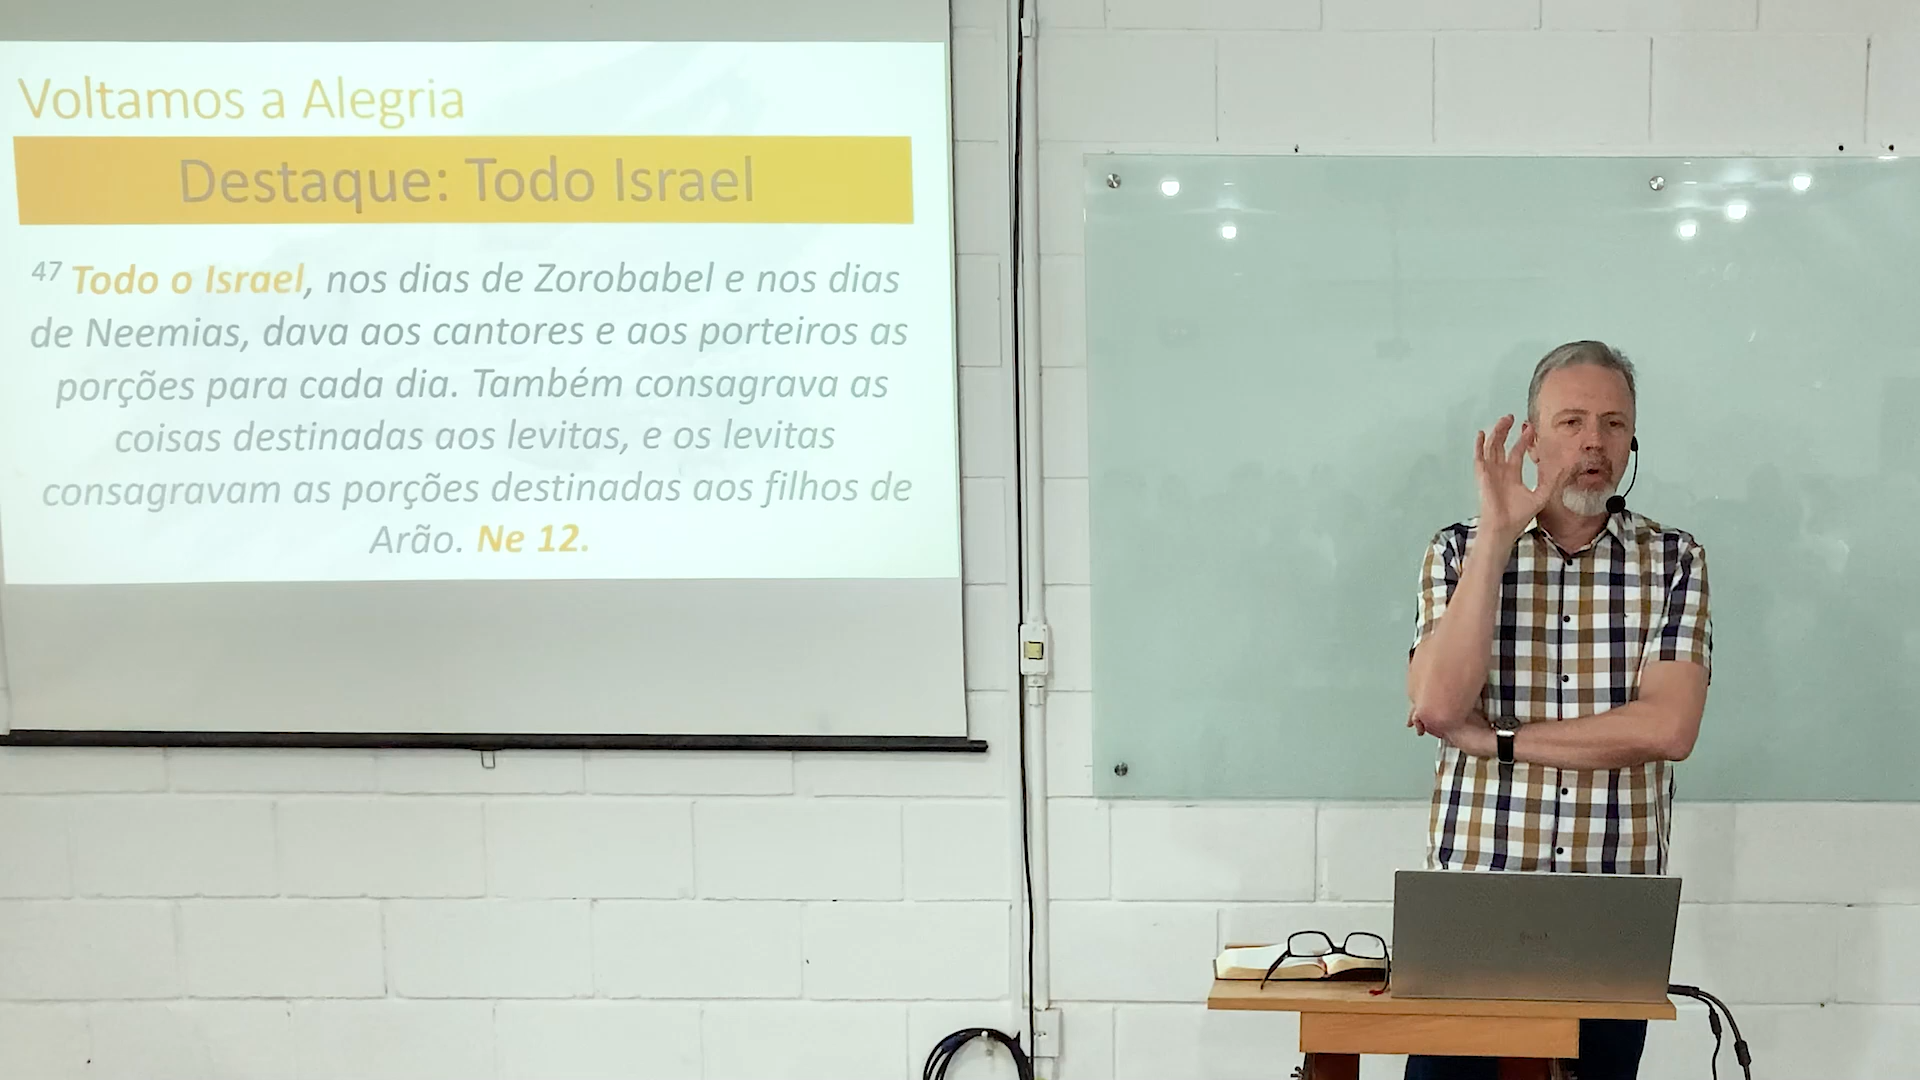 Voltamos a Alegria
Destaque: Todo Israel
47 Todo o Israel, nos dias de Zorobabel e nos dias
de Neemias, dava aos cantores e aos porteiros as
porções para cada dia. Também consagrava as
coisas destinadas aos levitas, e os levitas
consagravam as porções destinadas aos filhos de
Arão. Ne 12.